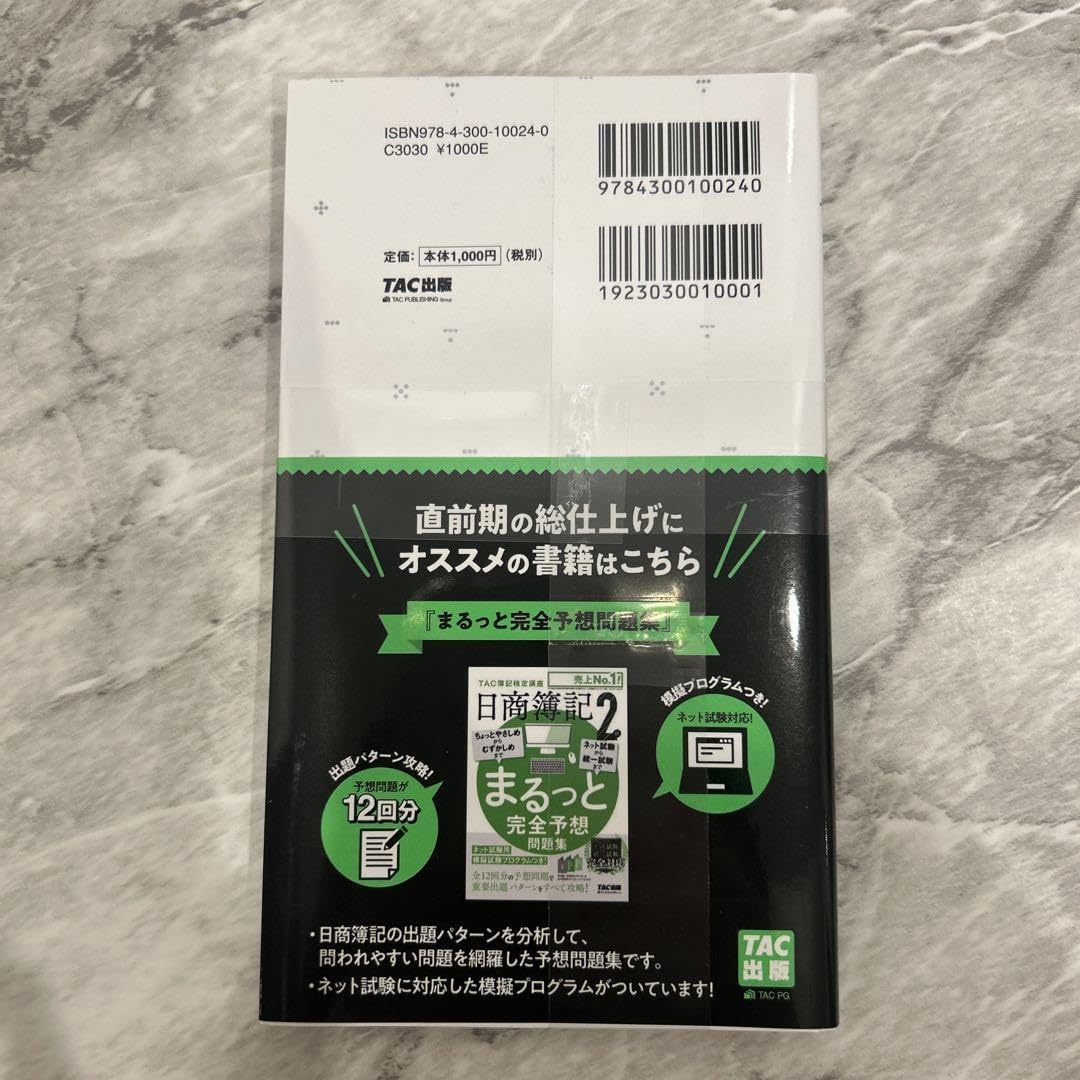 ISBN978-4-300-10024-0
C3030 ¥1000E
9784300100240
定価：本体1,000円（税別）
TAC出版
TAC PUBLISHING Group
1923030010001
直前期の総仕上げに
オススメの書籍はこちら
『まるっと完全予想問題集』
TAC簿記検定講座
売上No.1!
日商簿記2級
ちょっとやさしめ
から
むずかしめ
まで
ネット試験
から
統一試験
まで
まるっと
完全予想
問題集
ネット試験用
模擬試験プログラムつき!
完全対応
全12回分の予想問題で
重要出題パターンをすべて攻略!
TAC出版
模擬プログラムつき!
ネット試験対応!
出題パターン攻略!
予想問題が
12回分
・日商簿記の出題パターンを分析して、
問われやすい問題を網羅した予想問題集です。
・ネット試験に対応した模擬プログラムがついています!
TAC
出版
TAC PG